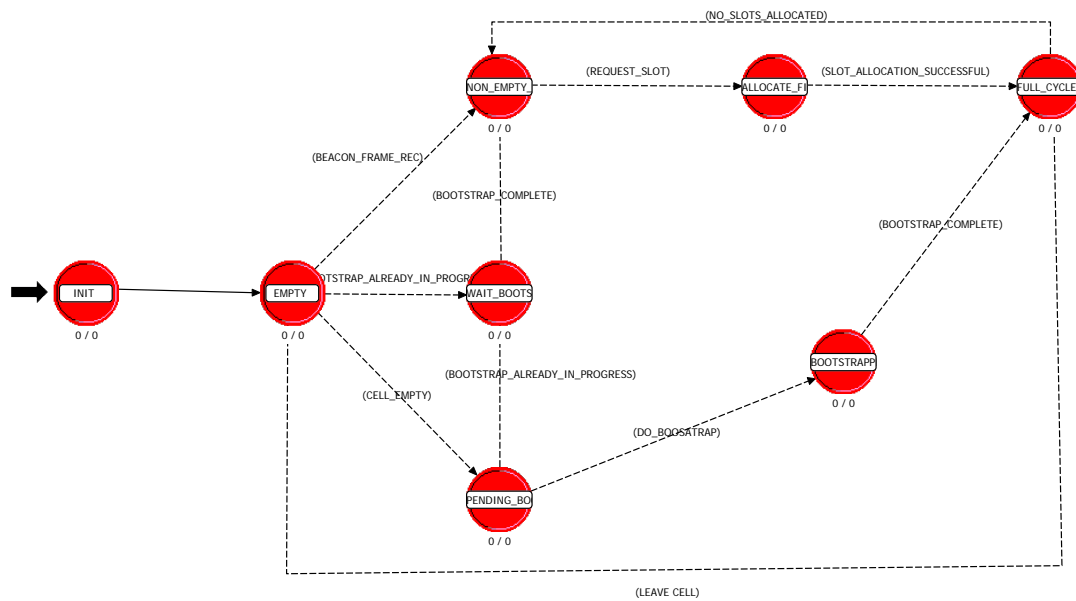 (NO_SLOTS_ALLOCATED)
(REQUEST_SLOT)
(SLOT_ALLOCATION_SUCCESSFUL)
NON_EMPTY_
ALLOCATE_FI
FULL_CYCLE
0 / 0
0 / 0
0 / 0
(BEACON_FRAME_REC)
(BOOTSTRAP_COMPLETE)
(BOOTSTRAP_COMPLETE)
OTSTRAP_ALREADY_IN_PROGR
INIT
EMPTY
WAIT_BOOTS
0 / 0
0 / 0
0 / 0
BOOTSTRAPP
(BOOTSTRAP_ALREADY_IN_PROGRESS)
(CELL_EMPTY)
0 / 0
(DO_BOOSATRAP)
PENDING_BO
0 / 0
(LEAVE CELL)